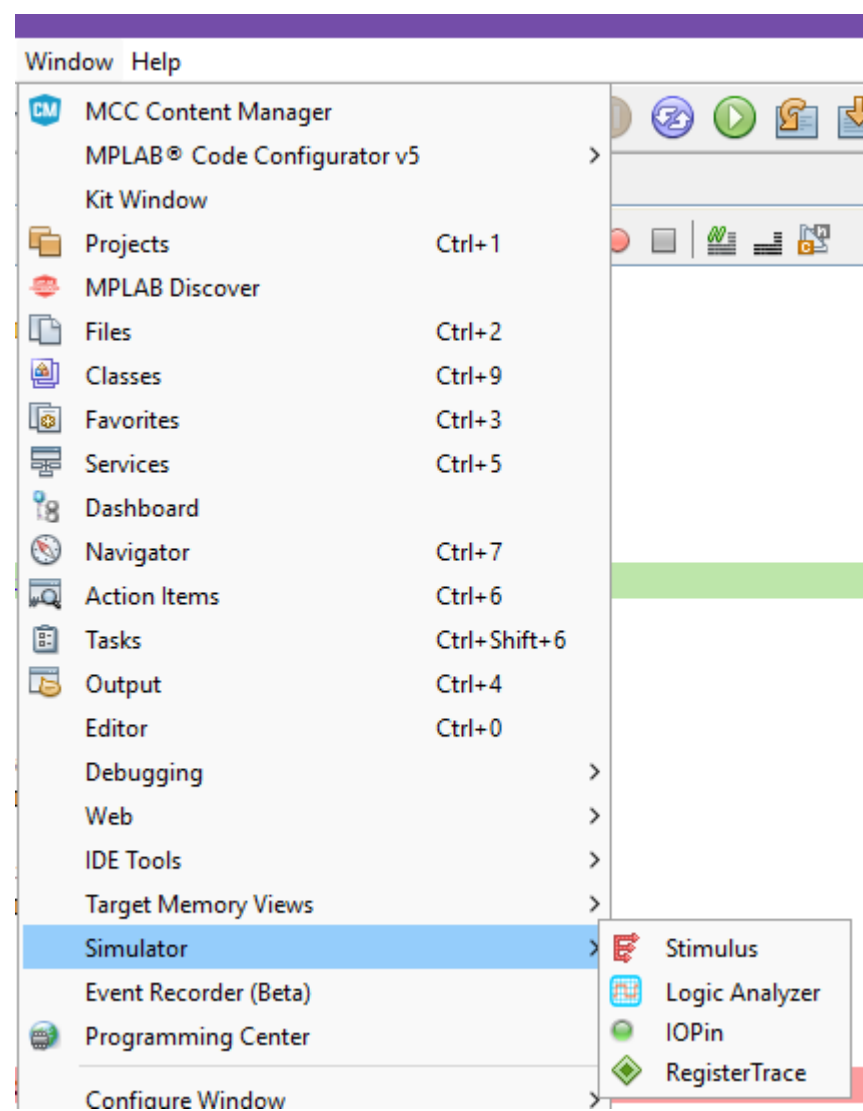 Window Help
CM MCC Content Manager
MPLAB® Code Configurator v5
Kit Window
Projects Ctrl+1
MPLAB Discover
Files Ctrl+2
Classes Ctrl+9
Favorites Ctrl+3
Services Ctrl+5
Dashboard
Navigator Ctrl+7
Action Items Ctrl+6
Tasks Ctrl+Shift+6
Output Ctrl+4
Editor Ctrl+0
Debugging
Web
IDE Tools
Target Memory Views
Simulator
Stimulus
Logic Analyzer
IOPin
RegisterTrace
Event Recorder (Beta)
Programming Center
Configure Window